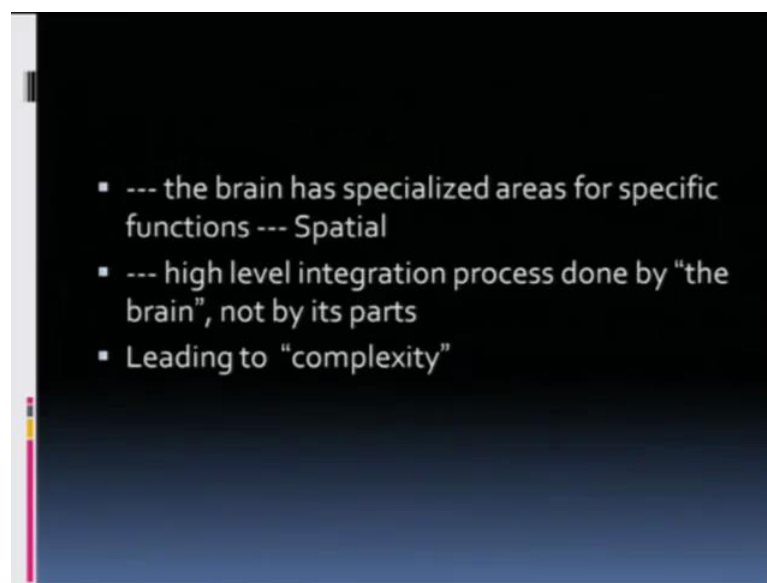 ▪ --- the brain has specialized areas for specific
functions --- Spatial
▪ --- high level integration process done by “the
brain”, not by its parts
▪ Leading to “complexity”